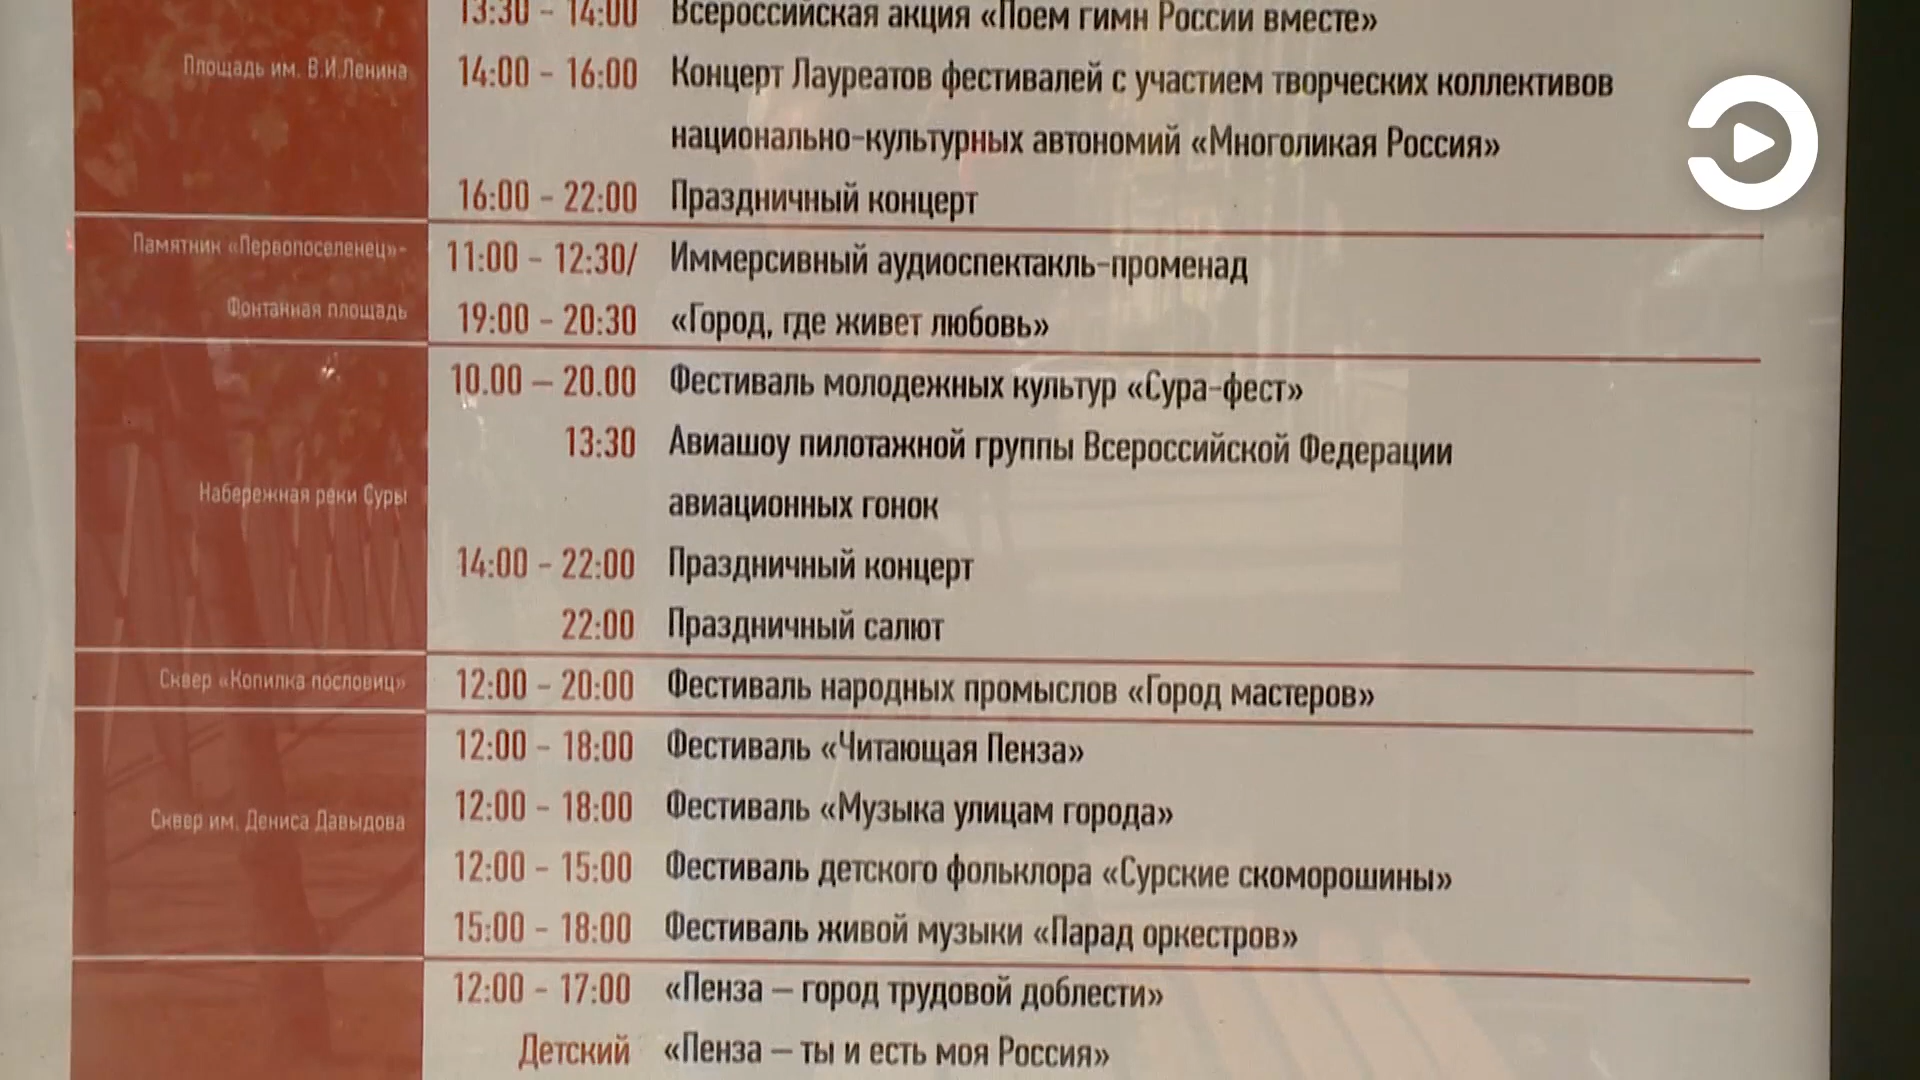 13:30 - 14:00 Всероссийская акция «Поем гимн России вместе»
Площадь им. В.И.Ленина 14:00 - 16:00 Концерт Лауреатов фестивалей с участием творческих коллективов
национально-культурных автономий «Многоликая Россия»
16:00 - 22:00 Праздничный концерт
Памятник «Первопоселенец»- 11:00 - 12:30/ Иммерсивный аудиоспектакль-променад
Фонтанная площадь 19:00 - 20:30 «Город, где живет любовь»
10.00 — 20.00 Фестиваль молодежных культур «Сура-фест»
13:30 Авиашоу пилотажной группы Всероссийской Федерации
Набережная реки Суры авиационных гонок
14:00 - 22:00 Праздничный концерт
22:00 Праздничный салют
Сквер «Копилка пословиц» 12:00 - 20:00 Фестиваль народных промыслов «Город мастеров»
12:00 - 18:00 Фестиваль «Читающая Пенза»
Сквер им. Дениса Давыдова 12:00 - 18:00 Фестиваль «Музыка улицам города»
12:00 - 15:00 Фестиваль детского фольклора «Сурские скоморошины»
15:00 - 18:00 Фестиваль живой музыки «Парад оркестров»
12:00 - 17:00 «Пенза — город трудовой доблести»
Детский «Пенза — ты и есть моя Россия»